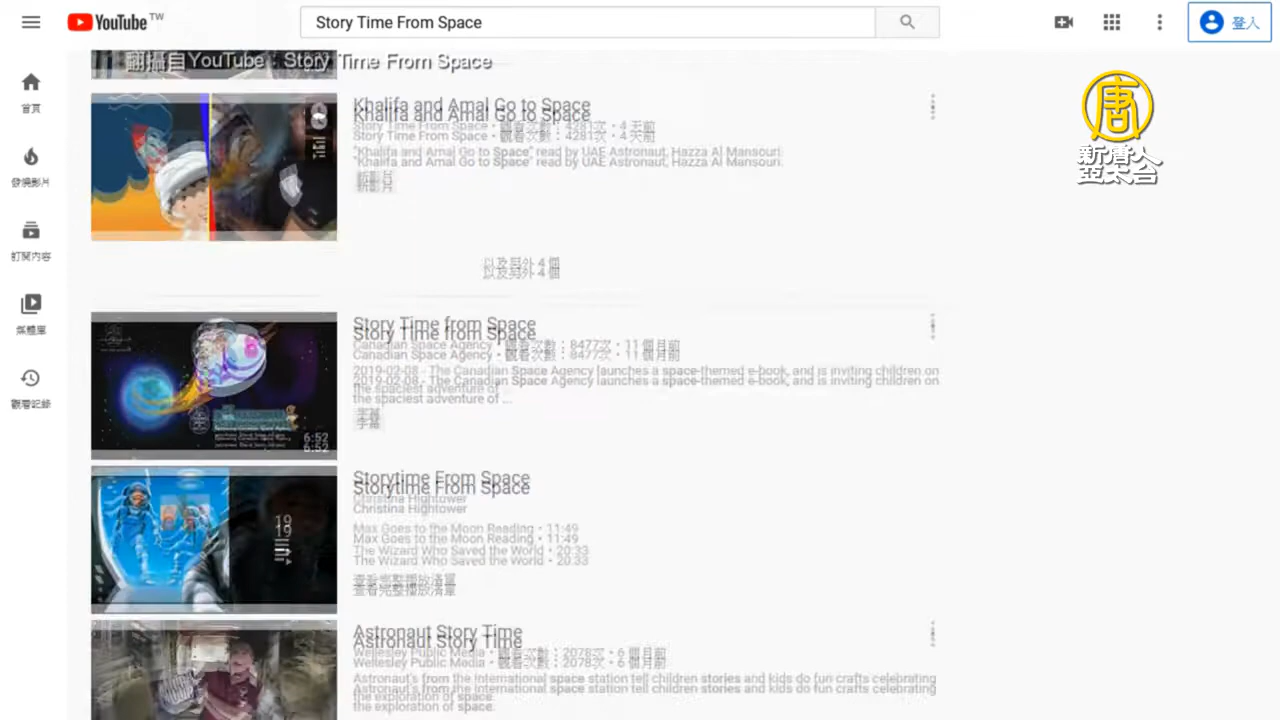 YouTube TW
Story Time From Space
登入
翻攝自YouTube：Story Time From Space
首頁
發燒影片
訂閱內容
媒體庫
觀看記錄
新唐人
亞太台
Khalifa and Amal Go to Space
Story Time From Space • 觀看次數：4281次 • 4 天前
"Khalifa and Amal Go to Space" read by UAE Astronaut, Hazza Al Mansouri.
新影片
以及另外 4 個
Story Time from Space
Canadian Space Agency • 觀看次數：8477次 • 11 個月前
2019-02-08 - The Canadian Space Agency launches a space-themed e-book, and is inviting children on
the spaciest adventure of ...
字幕
6:52
Storytime From Space
Christina Hightower
Max Goes to the Moon Reading • 11:49
The Wizard Who Saved the World • 20:33
查看完整播放清單
19
Astronaut Story Time
Wellesley Public Media • 觀看次數：2078次 • 6 個月前
Astronaut's from the International space station tell children stories and kids do fun crafts celebrating
the exploration of space.